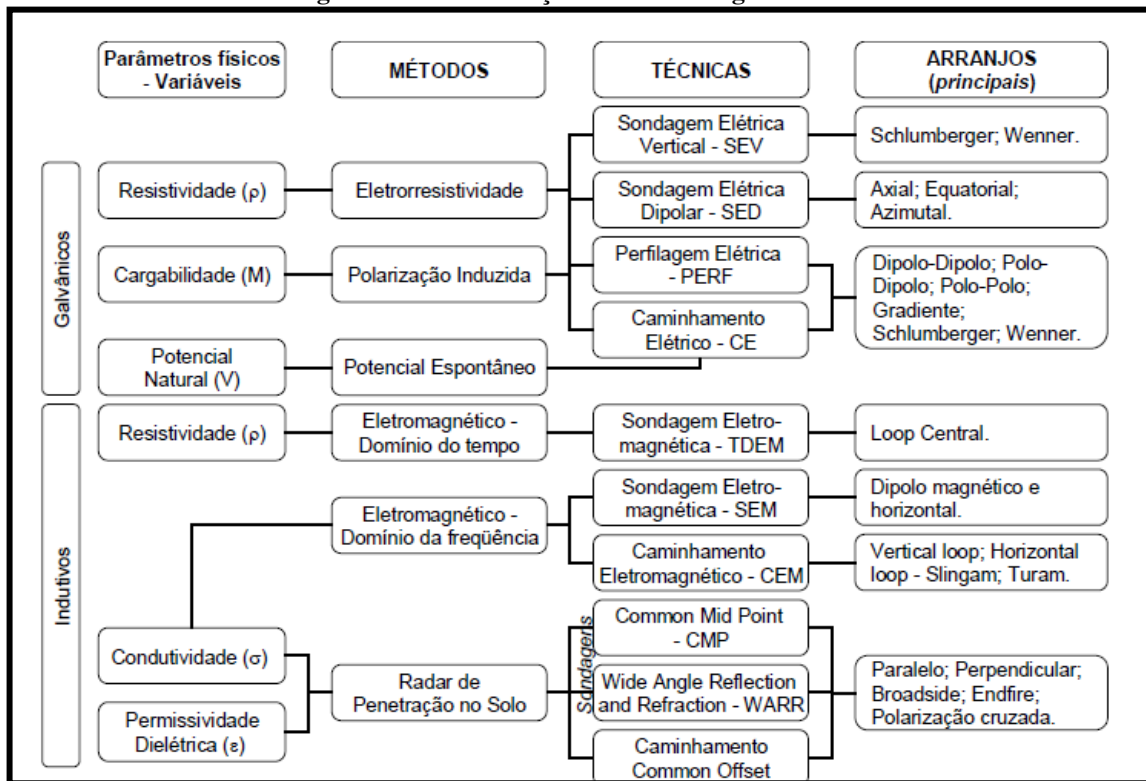 Parâmetros físicos
- Variáveis
MÉTODOS
TÉCNICAS
ARRANJOS
(principais)
Galvânicos
Resistividade (ρ)
Eletrorresistividade
Sondagem Elétrica
Vertical - SEV
Schlumberger; Wenner.
Sondagem Elétrica
Dipolar - SED
Axial; Equatorial;
Azimutal.
Cargabilidade (M)
Polarização Induzida
Perfilagem Elétrica
- PERF
Caminhamento
Elétrico - CE
Dipolo-Dipolo; Polo-
Dipolo; Polo-Polo;
Gradiente;
Schlumberger; Wenner.
Potencial
Natural (V)
Potencial Espontâneo
Indutivos
Resistividade (ρ)
Eletromagnético -
Domínio do tempo
Sondagem Eletro-
magnética - TDEM
Loop Central.
Eletromagnético -
Domínio da freqüência
Sondagem Eletro-
magnética - SEM
Dipolo magnético e
horizontal.
Caminhamento
Eletromagnético - CEM
Vertical loop; Horizontal
loop - Slingam; Turam.
Condutividade (σ)
Permissividade
Dielétrica (ε)
Radar de
Penetração no Solo
Sondagens
Common Mid Point
- CMP
Wide Angle Reflection
and Refraction - WARR
Caminhamento
Common Offset
Paralelo; Perpendicular;
Broadside; Endfire;
Polarização cruzada.